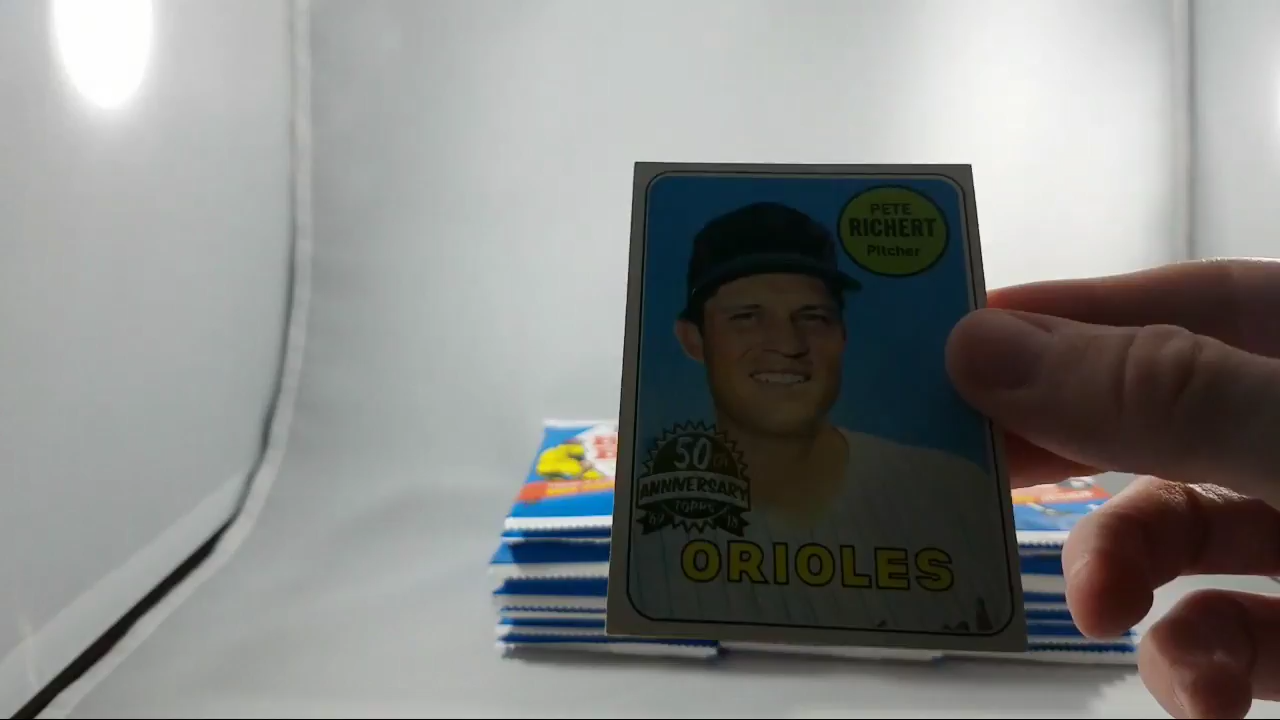 PETE
RICHERT
Pitcher
50th
ANNIVERSARY
TOPPS
ORIOLES